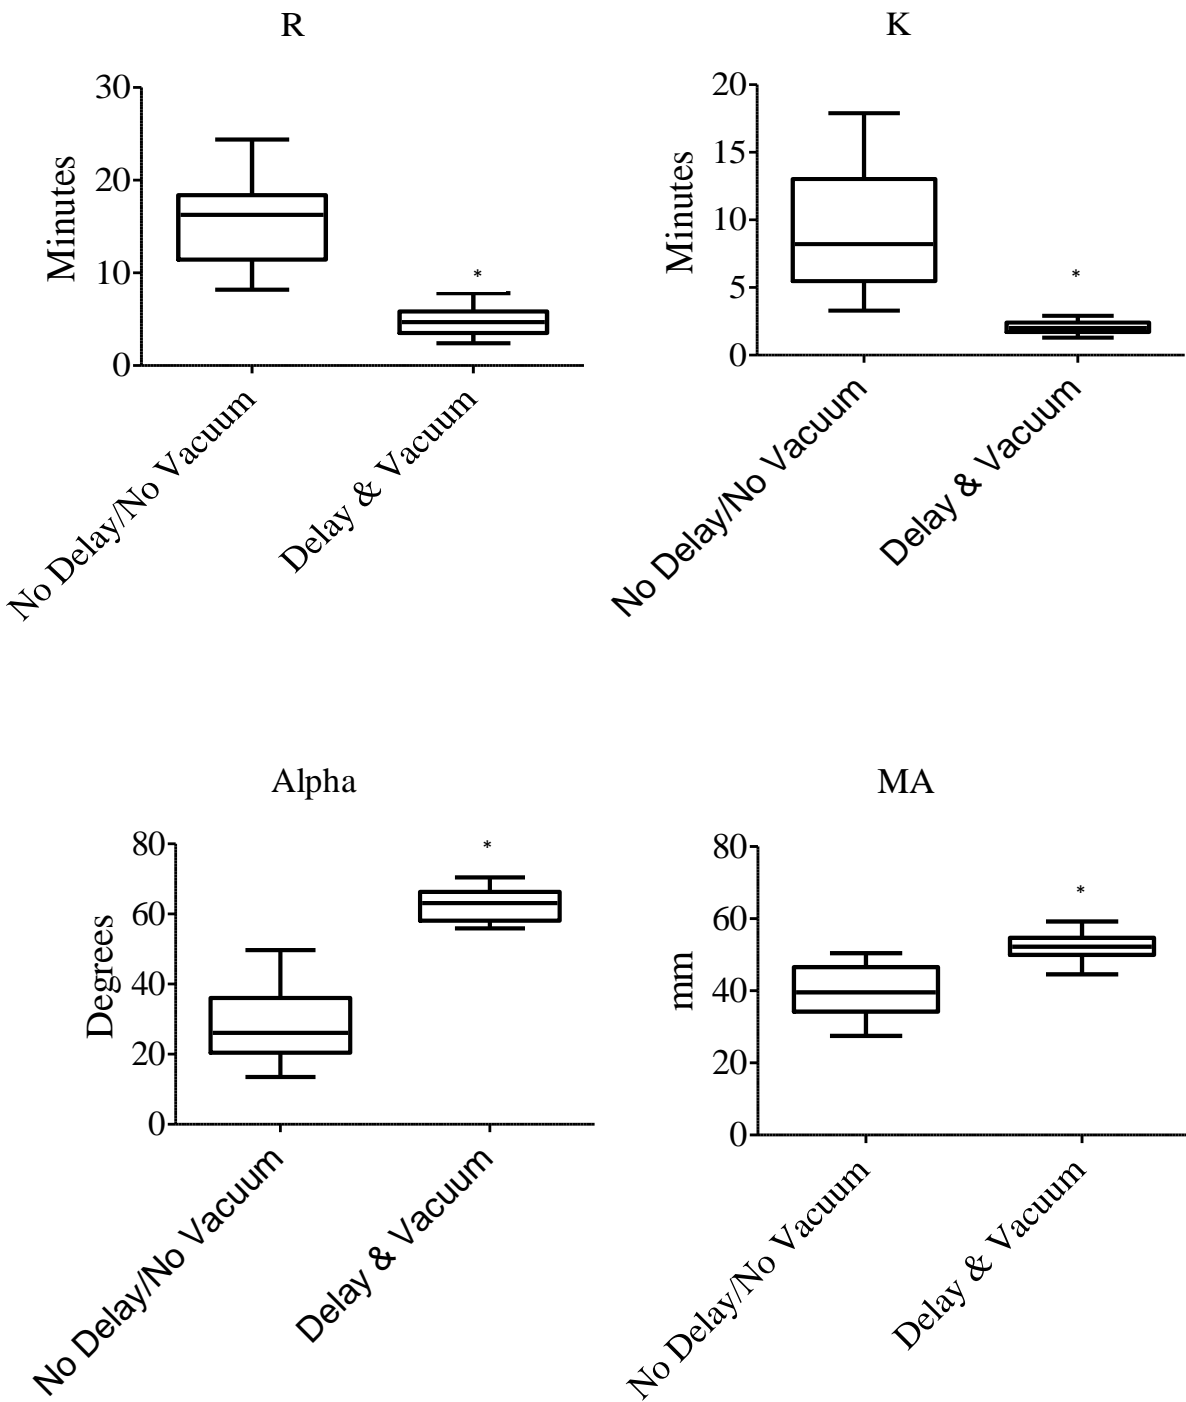 R
30
20
10
0
Minutes
*
No Delay/No Vacuum
Delay & Vacuum
K
20
15
10
5
0
Minutes
*
No Delay/No Vacuum
Delay & Vacuum
Alpha
80
60
40
20
0
Degrees
*
No Delay/No Vacuum
Delay & Vacuum
MA
80
60
40
20
0
mm
*
No Delay/No Vacuum
Delay & Vacuum